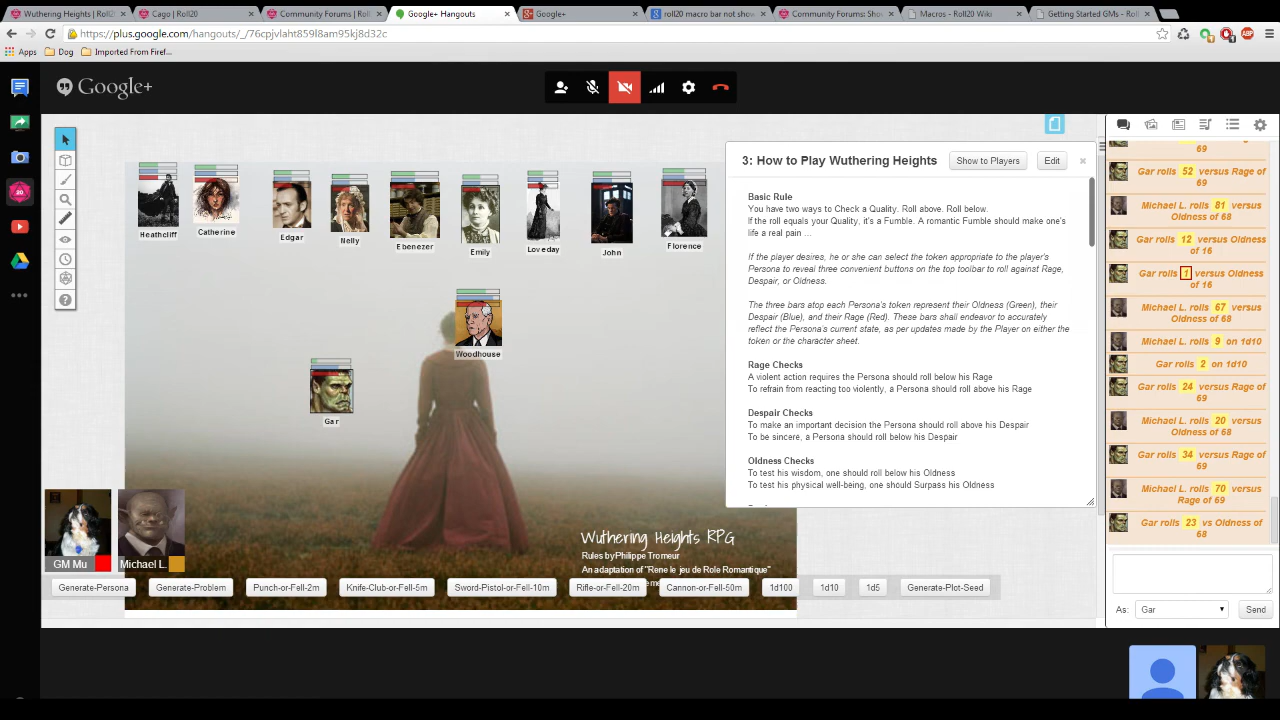 Wuthering Heights | Roll20
Cago | Roll20
Community Forums | Roll
Google+ Hangouts
Google+
roll20 macro bar not show
Community Forums: Sho
Macros - Roll20 Wiki
Getting Started GMs - Roll
https://plus.google.com/hangouts/_/76cpjvlaht859l8am95kj8d32c
Apps
Dog
Imported From Firef...
Google+
Heathcliff
Catherine
Edgar
Nelly
Ebenezer
Emily
Loveday
John
Florence
Woodhouse
Gar
3: How to Play Wuthering Heights
Show to Players
Edit
Basic Rule
You have two ways to Check a Quality. Roll above. Roll below.
If the roll equals your Quality, it's a Fumble. A romantic Fumble should make one's
life a real pain ...
If the player desires, he or she can select the token appropriate to the player's
Persona to reveal three convenient buttons on the top toolbar to roll against Rage,
Despair, or Oldness.
The three bars atop each Persona's token represent their Oldness (Green), their
Despair (Blue), and their Rage (Red). These bars shall endeavor to accurately
reflect the Persona's current state, as per updates made by the Player on either the
token or the character sheet.
Rage Checks
A violent action requires the Persona should roll below his Rage
To refrain from reacting too violently, a Persona should roll above his Rage
Despair Checks
To make an important decision the Persona should roll above his Despair
To be sincere, a Persona should roll below his Despair
Oldness Checks
To test his wisdom, one should roll below his Oldness
To test his physical well-being, one should Surpass his Oldness
69
Gar rolls 52 versus Rage of
69
Michael L. rolls 81 versus
Oldness of 68
Gar rolls 12 versus Oldness
of 16
Gar rolls 1 versus Oldness
of 16
Michael L. rolls 67 versus
Oldness of 68
Michael L. rolls 9 on 1d10
Gar rolls 2 on 1d10
Gar rolls 24 versus Rage of
69
Michael L. rolls 20 versus
Oldness of 68
Gar rolls 34 versus Rage of
69
Michael L. rolls 70 versus
Rage of 69
Gar rolls 23 vs Oldness of
68
As:
Gar
Send
Wuthering Heights RPG
Rules by Philippe Tromeur
An adaptation of "Rene le jeu de Role Romantique"
GM Mu
Michael L.
Generate-Persona
Generate-Problem
Punch-or-Fell-2m
Knife-Club-or-Fell-5m
Sword-Pistol-or-Fell-10m
Rifle-or-Fell-20m
Cannon-or-Fell-50m
1d100
1d10
1d5
Generate-Plot-Seed